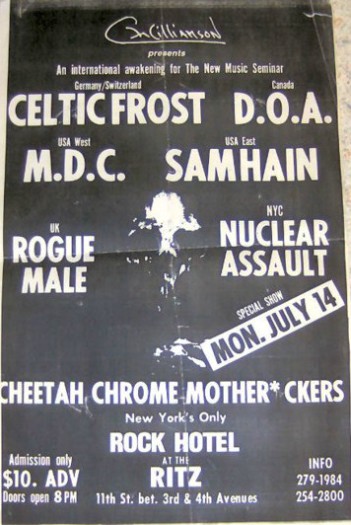 presents
An international awakening for The New Music Seminar
Germany/Switzerland
CELTIC FROST
Canada
D.O.A.
USA West
M.D.C.
USA East
SAMHAIN
UK
ROGUE
MALE
NYC
NUCLEAR
ASSAULT
SPECIAL SHOW
MON. JULY 14
CHEETAH CHROME MOTHER* CKERS
New York's Only
ROCK HOTEL
AT THE
RITZ
Admission only
$10. ADV
Doors open 8 PM
11th St. bet. 3rd & 4th Avenues
INFO
279-1984
254-2800